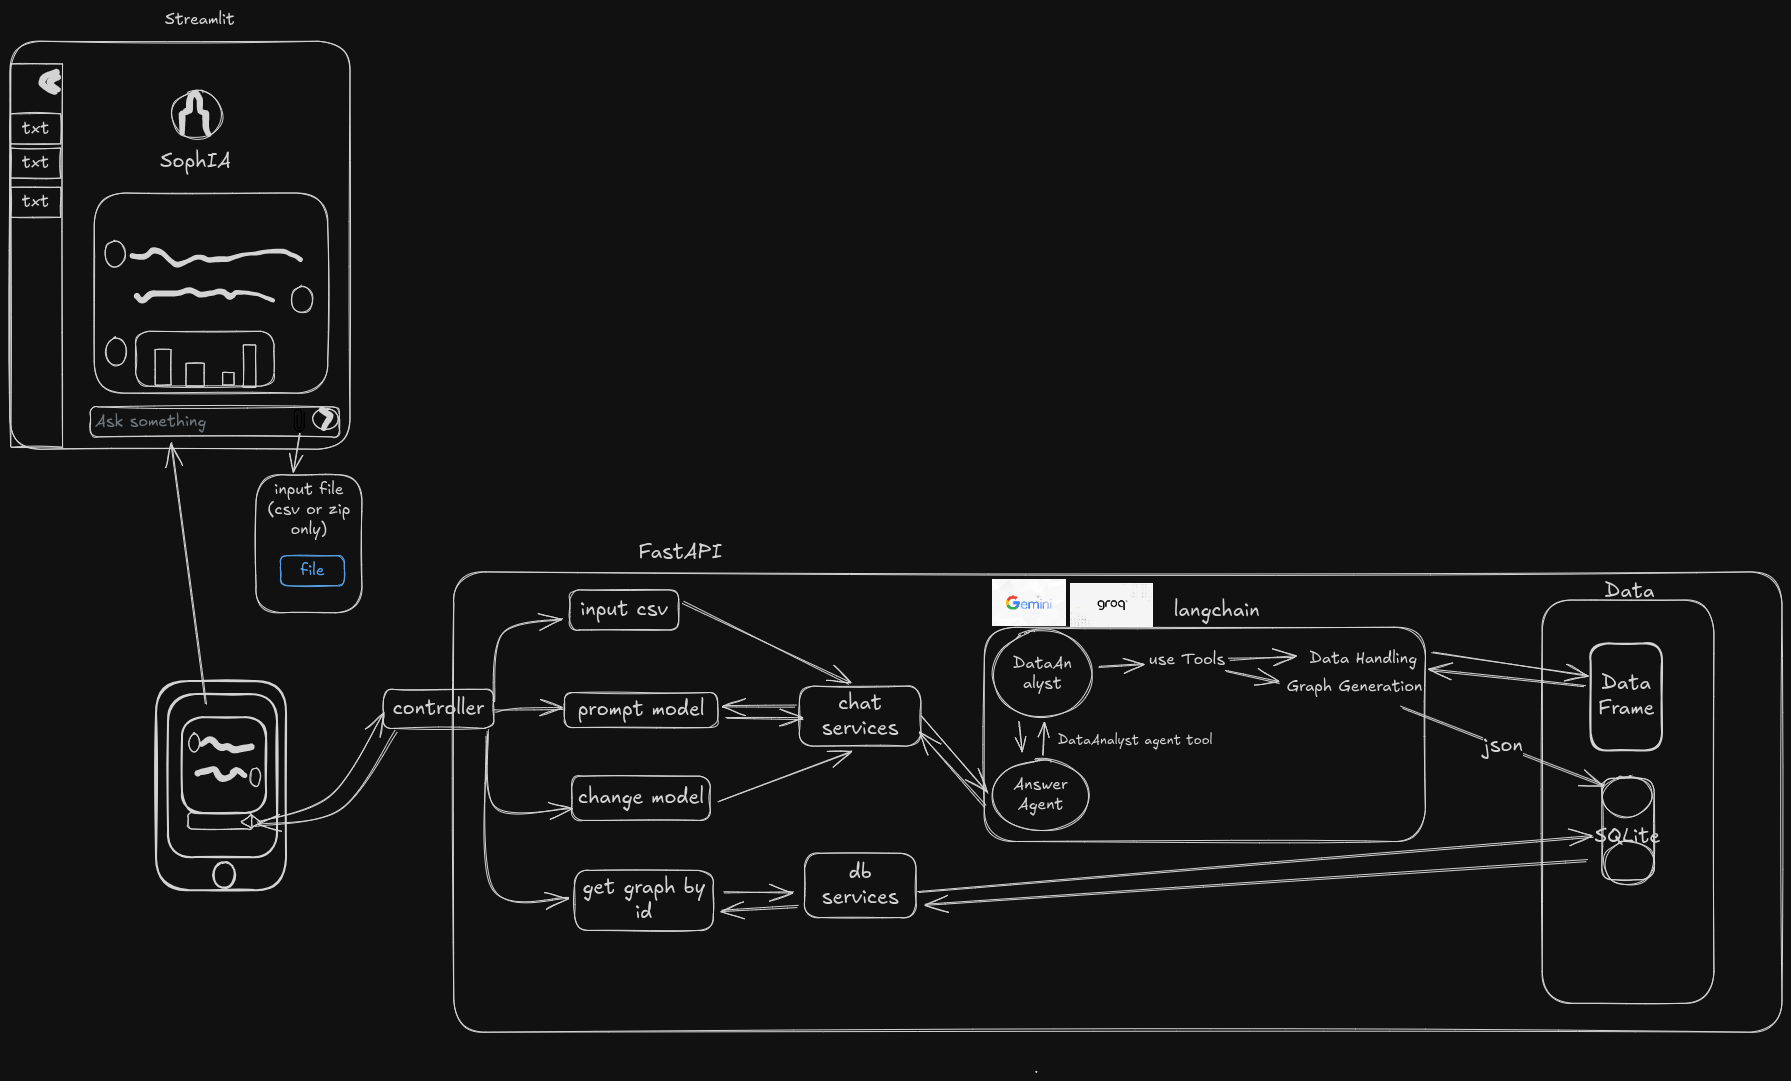 Streamlit
txt
txt
txt
SophIA
Ask something
input file
(csv or zip
only)
file
FastAPI
controller
input csv
prompt model
change model
get graph by
id
chat
services
db
services
Gemini
groq
langchain
DataAn
alyst
use Tools
Data Handling
Graph Generation
DataAnalyst agent tool
Answer
Agent
json
Data
Data
Frame
SQLite